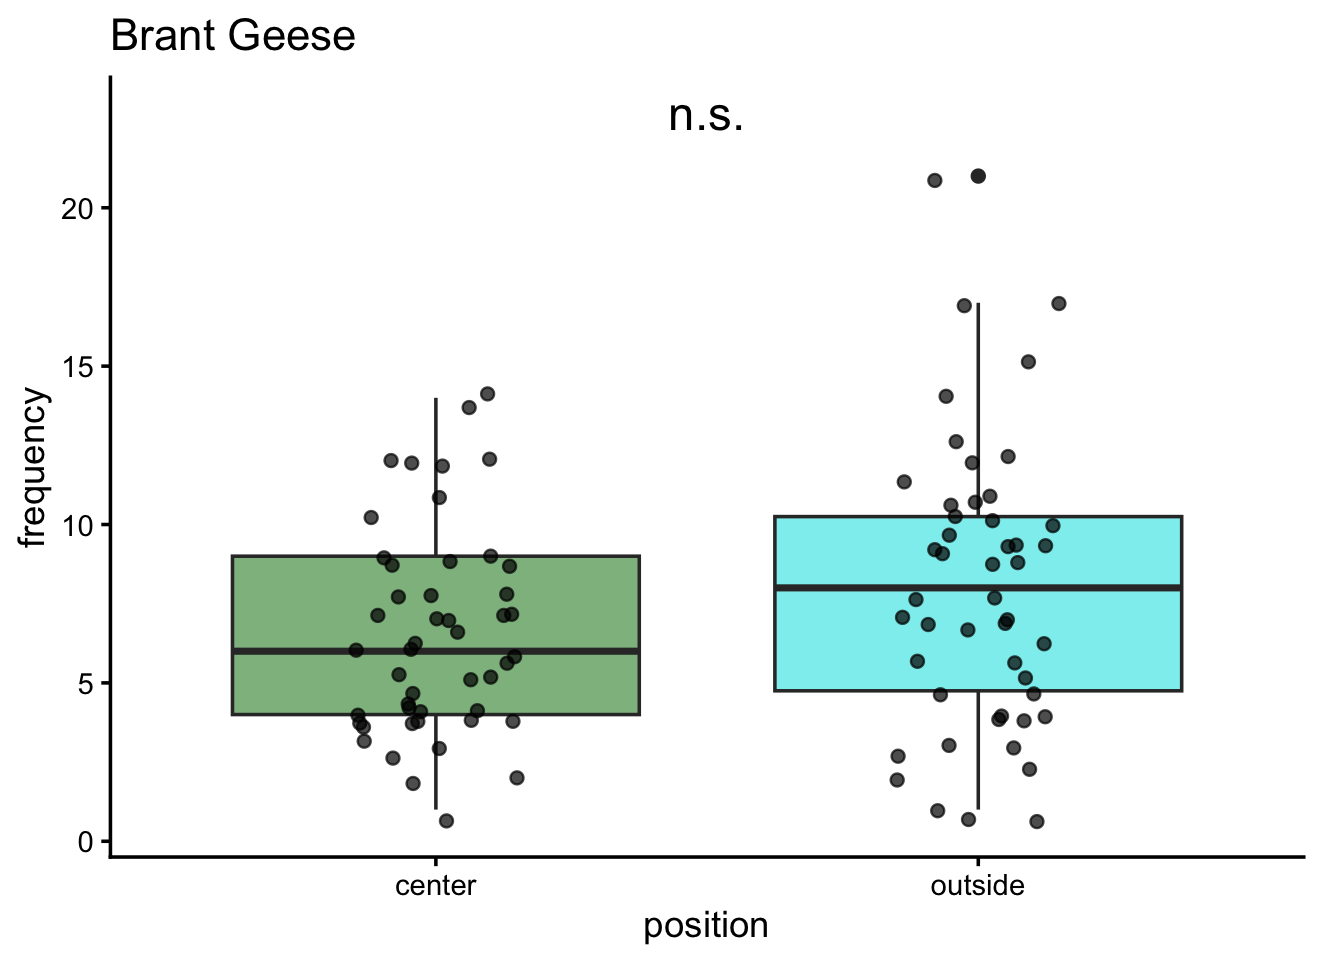 Brant Geese
n.s.
frequency
20
15
10
5
0
center
outside
position